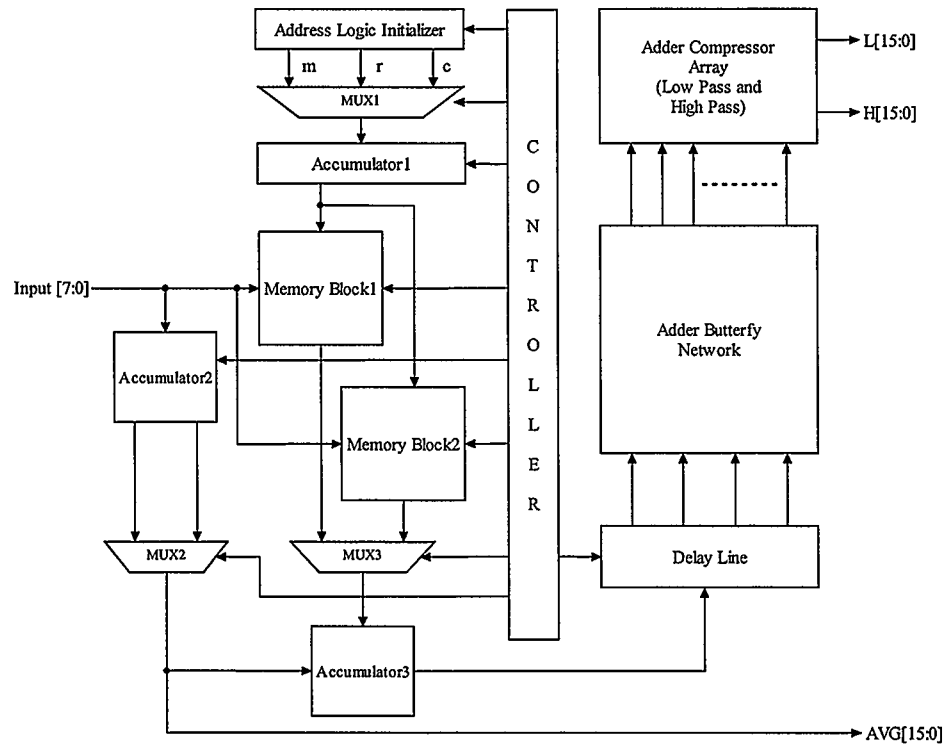 Address Logic Initializer
m r c
MUX1
Accumulator1
Memory Block1
Input [7:0]
Accumulator2
Memory Block2
MUX2
MUX3
Accumulator3
C
O
N
T
R
O
L
L
E
R
Adder Compressor
Array
(Low Pass and
High Pass)
L[15:0]
H[15:0]
Adder Butterfy
Network
Delay Line
AVG[15:0]